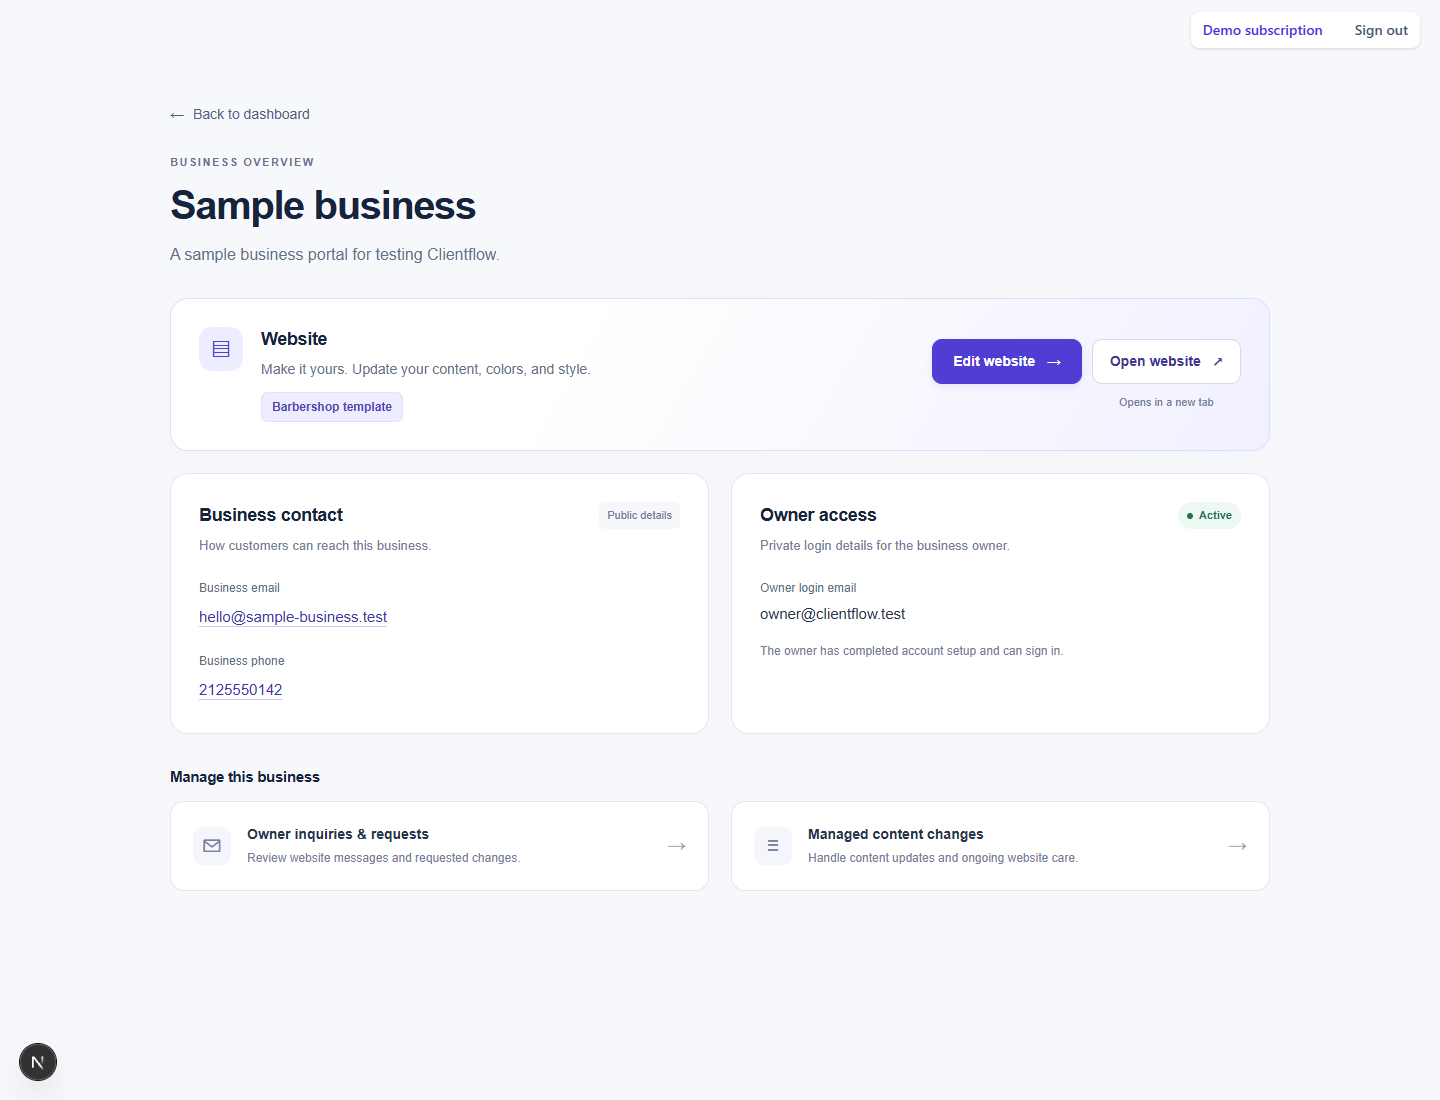 Demo subscription Sign out
← Back to dashboard
BUSINESS OVERVIEW
Sample business
A sample business portal for testing Clientflow.
Website
Make it yours. Update your content, colors, and style.
Barbershop template
Edit website →
Open website ↗
Opens in a new tab
Business contact
Public details
How customers can reach this business.
Business email
hello@sample-business.test
Business phone
2125550142
Owner access
Active
Private login details for the business owner.
Owner login email
owner@clientflow.test
The owner has completed account setup and can sign in.
Manage this business
Owner inquiries & requests
Review website messages and requested changes.
Managed content changes
Handle content updates and ongoing website care.
N